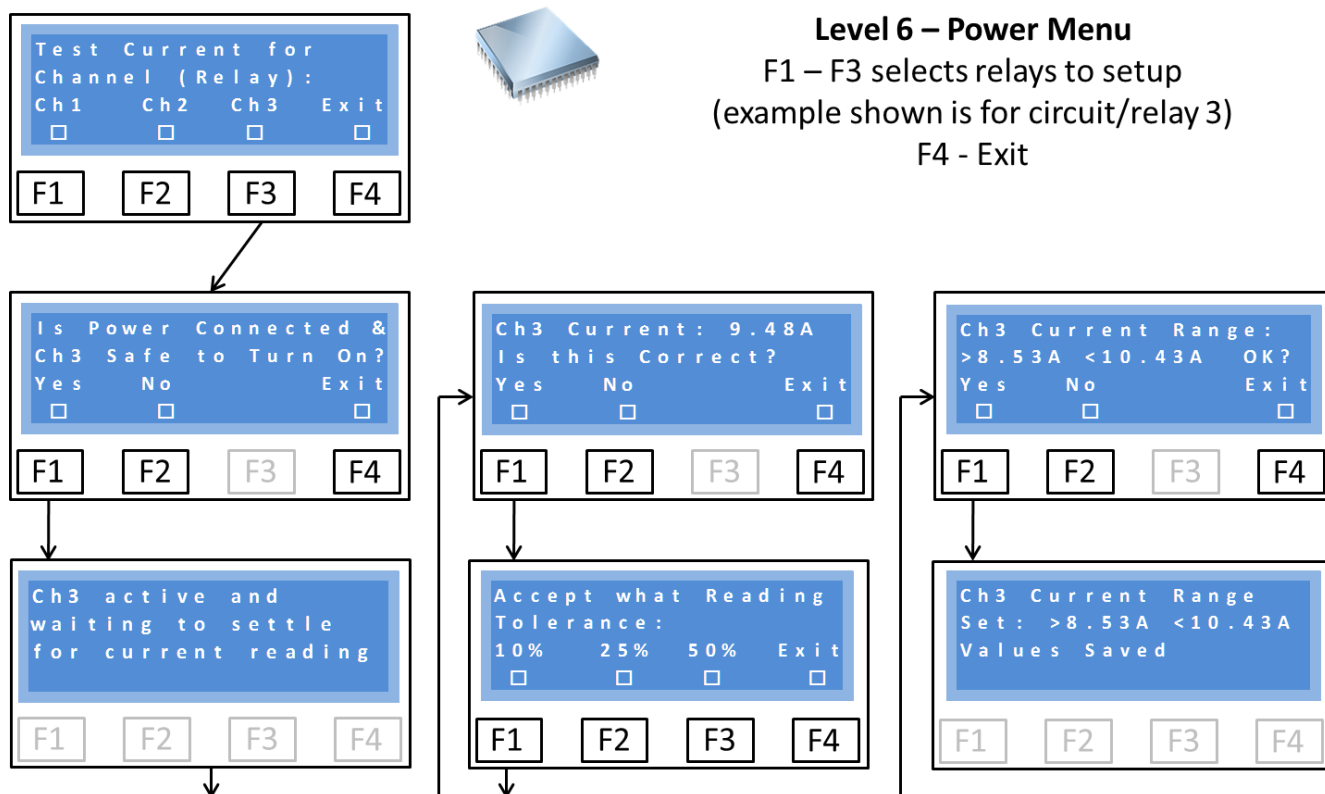 Level 6 – Power Menu
F1 – F3 selects relays to setup
(example shown is for circuit/relay 3)
F4 - Exit
Test Current for
Channel (Relay):
Ch1 Ch2 Ch3 Exit
F1 F2 F3 F4
Is Power Connected &
Ch3 Safe to Turn On?
Yes No Exit
F1 F2 F3 F4
Ch3 active and
waiting to settle
for current reading
F1 F2 F3 F4
Ch3 Current: 9.48A
Is this Correct?
Yes No Exit
F1 F2 F3 F4
Accept what Reading
Tolerance:
10% 25% 50% Exit
F1 F2 F3 F4
Ch3 Current Range:
>8.53A <10.43A OK?
Yes No Exit
F1 F2 F3 F4
Ch3 Current Range
Set: >8.53A <10.43A
Values Saved
F1 F2 F3 F4